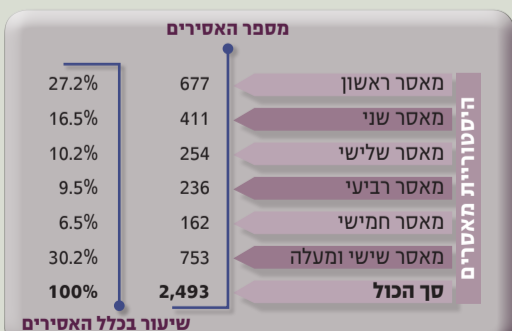 מספר האסירים
היסטוריית מאסרים
מאסר ראשון 677 27.2%
מאסר שני 411 16.5%
מאסר שלישי 254 10.2%
מאסר רביעי 236 9.5%
מאסר חמישי 162 6.5%
מאסר שישי ומעלה 753 30.2%
סך הכול 2,493 100%
שיעור בכלל האסירים